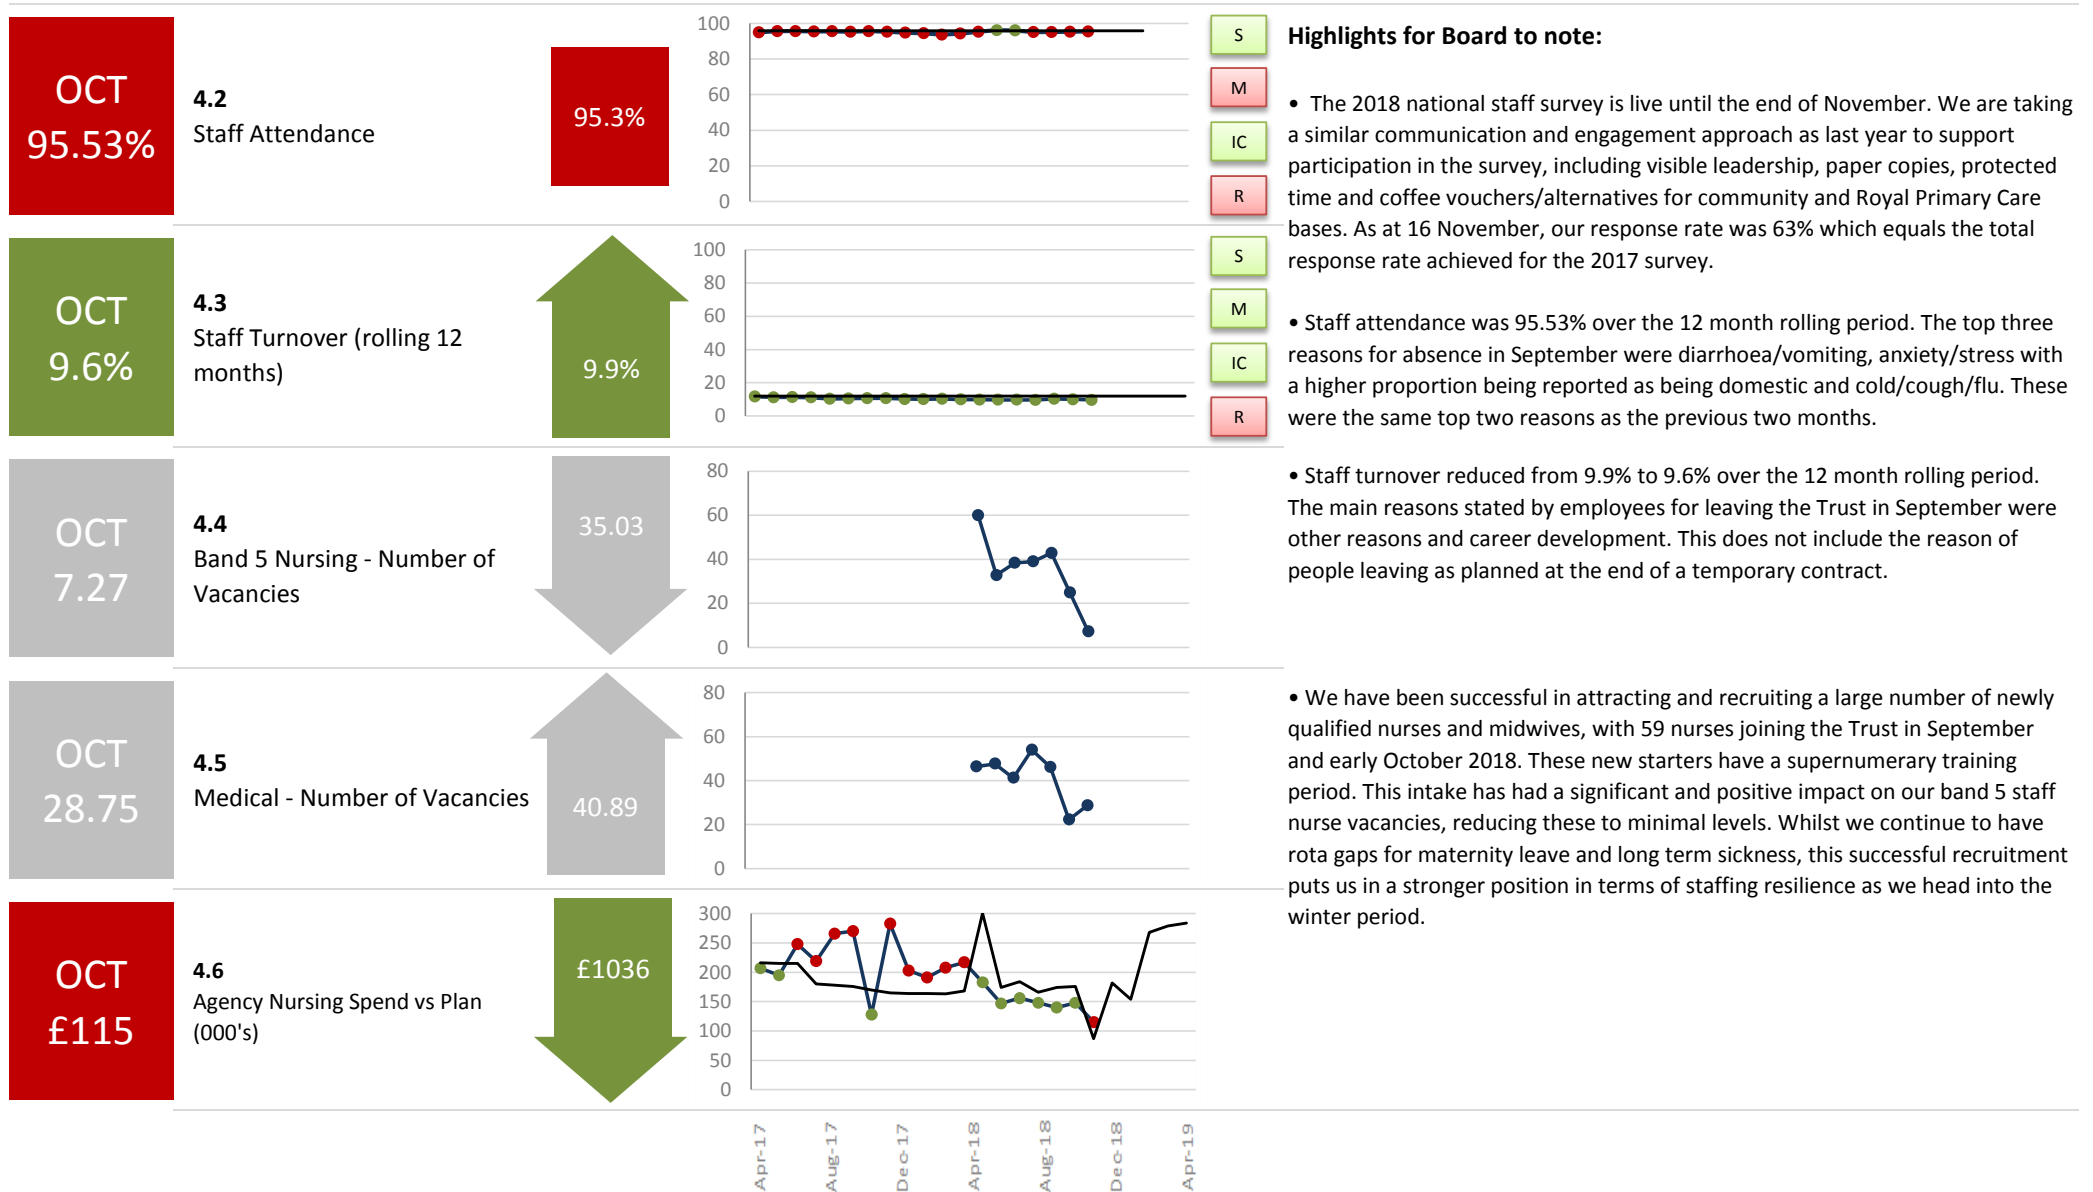 OCT
95.53%
4.2
Staff Attendance
95.3%
100
80
60
40
20
0
S
M
IC
R
OCT
9.6%
4.3
Staff Turnover (rolling 12
months)
9.9%
100
80
60
40
20
0
S
M
IC
R
OCT
7.27
4.4
Band 5 Nursing - Number of
Vacancies
35.03
80
60
40
20
0
OCT
28.75
4.5
Medical - Number of Vacancies
40.89
80
60
40
20
0
OCT
£115
4.6
Agency Nursing Spend vs Plan
(000's)
£1036
300
250
200
150
100
50
0
Apr-17
Aug-17
Dec-17
Apr-18
Aug-18
Dec-18
Apr-19
Highlights for Board to note:
• The 2018 national staff survey is live until the end of November. We are taking
a similar communication and engagement approach as last year to support
participation in the survey, including visible leadership, paper copies, protected
time and coffee vouchers/alternatives for community and Royal Primary Care
bases. As at 16 November, our response rate was 63% which equals the total
response rate achieved for the 2017 survey.
• Staff attendance was 95.53% over the 12 month rolling period. The top three
reasons for absence in September were diarrhoea/vomiting, anxiety/stress with
a higher proportion being reported as being domestic and cold/cough/flu. These
were the same top two reasons as the previous two months.
• Staff turnover reduced from 9.9% to 9.6% over the 12 month rolling period.
The main reasons stated by employees for leaving the Trust in September were
other reasons and career development. This does not include the reason of
people leaving as planned at the end of a temporary contract.
• We have been successful in attracting and recruiting a large number of newly
qualified nurses and midwives, with 59 nurses joining the Trust in September
and early October 2018. These new starters have a supernumerary training
period. This intake has had a significant and positive impact on our band 5 staff
nurse vacancies, reducing these to minimal levels. Whilst we continue to have
rota gaps for maternity leave and long term sickness, this successful recruitment
puts us in a stronger position in terms of staffing resilience as we head into the
winter period.